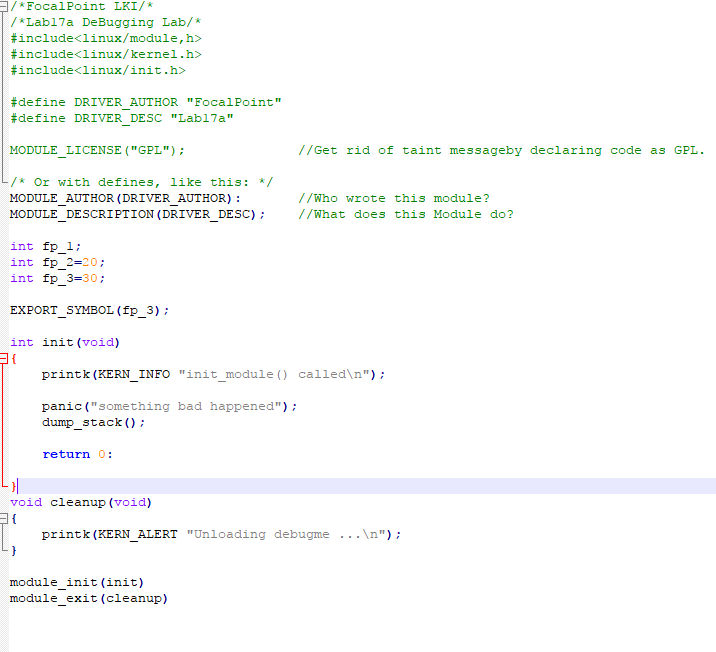 /*FocalPoint LKI/*
/*Lab17a DeBugging Lab/*
#include<linux/module,h>
#include<linux/kernel.h>
#include<linux/init.h>
#define DRIVER_AUTHOR "FocalPoint"
#define DRIVER_DESC "Lab17a"
MODULE_LICENSE("GPL"); //Get rid of taint messageby declaring code as GPL.
/* Or with defines, like this: */
MODULE_AUTHOR(DRIVER_AUTHOR): //Who wrote this module?
MODULE_DESCRIPTION(DRIVER_DESC); //What does this Module do?
int fp_1;
int fp_2=20;
int fp_3=30;
EXPORT_SYMBOL(fp_3);
int init(void)
{
printk(KERN_INFO "init_module() called\n");
panic("something bad happened");
dump_stack();
return 0:
}
void cleanup(void)
{
printk(KERN_ALERT "Unloading debugme ...\n");
}
module_init(init)
module_exit(cleanup)